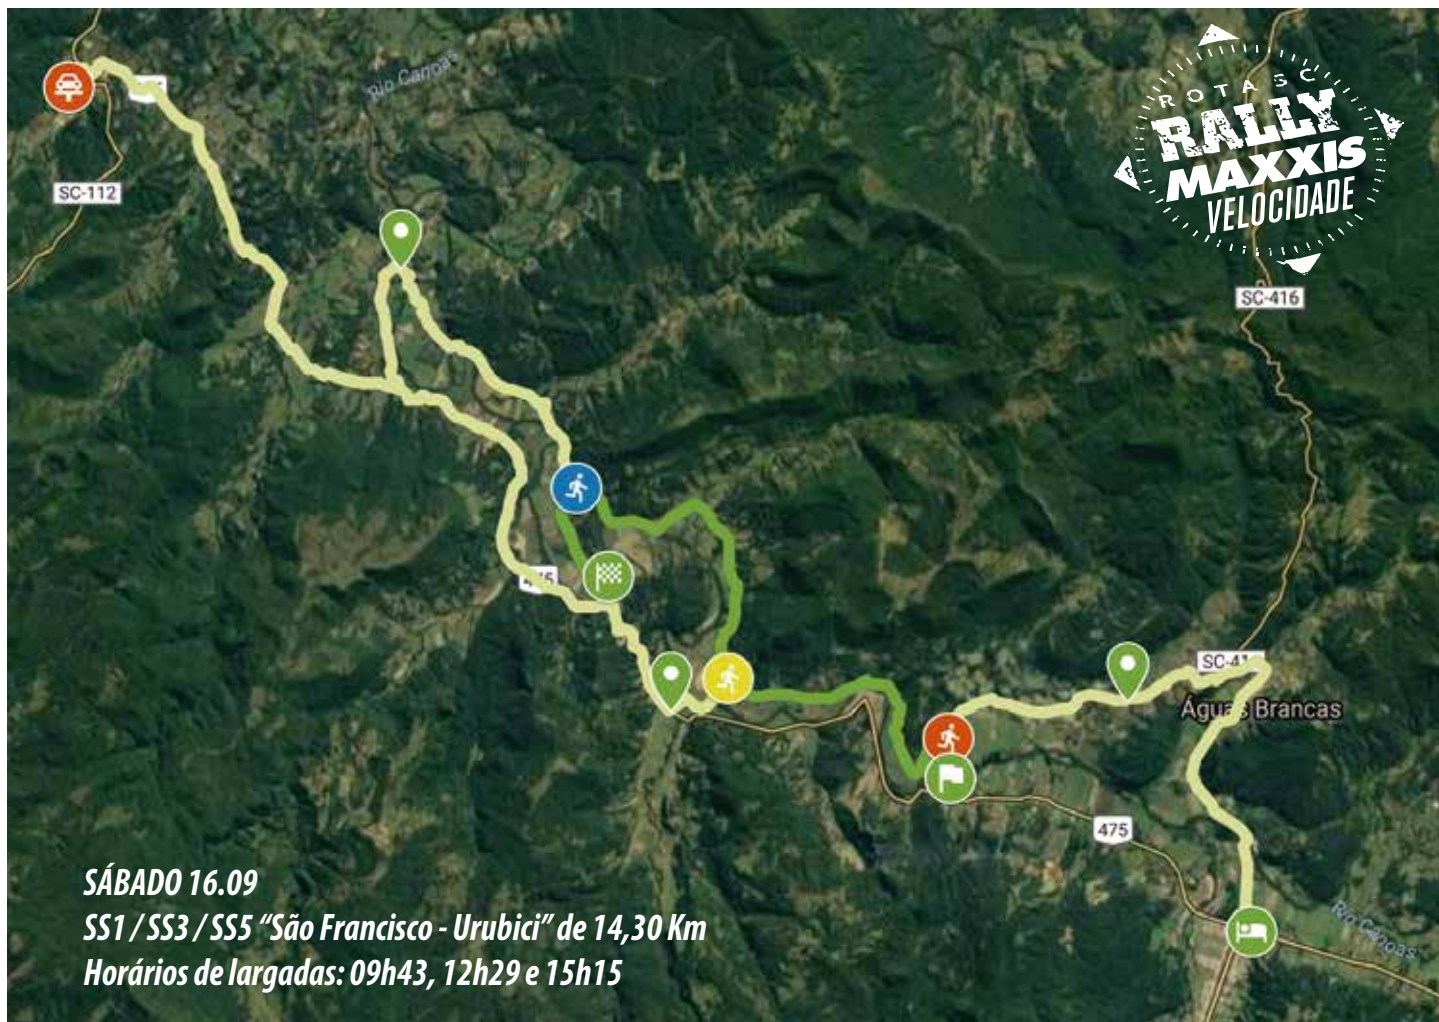 Rio Canoas
ROTA SC
RALLY
MAXXIS
VELOCIDADE
SC-112
SC-416
Águas Brancas
475
Rio Canoas
SÁBADO 16.09
SS1 / SS3 / SS5 “São Francisco - Urubici” de 14,30 Km
Horários de largadas: 09h43, 12h29 e 15h15